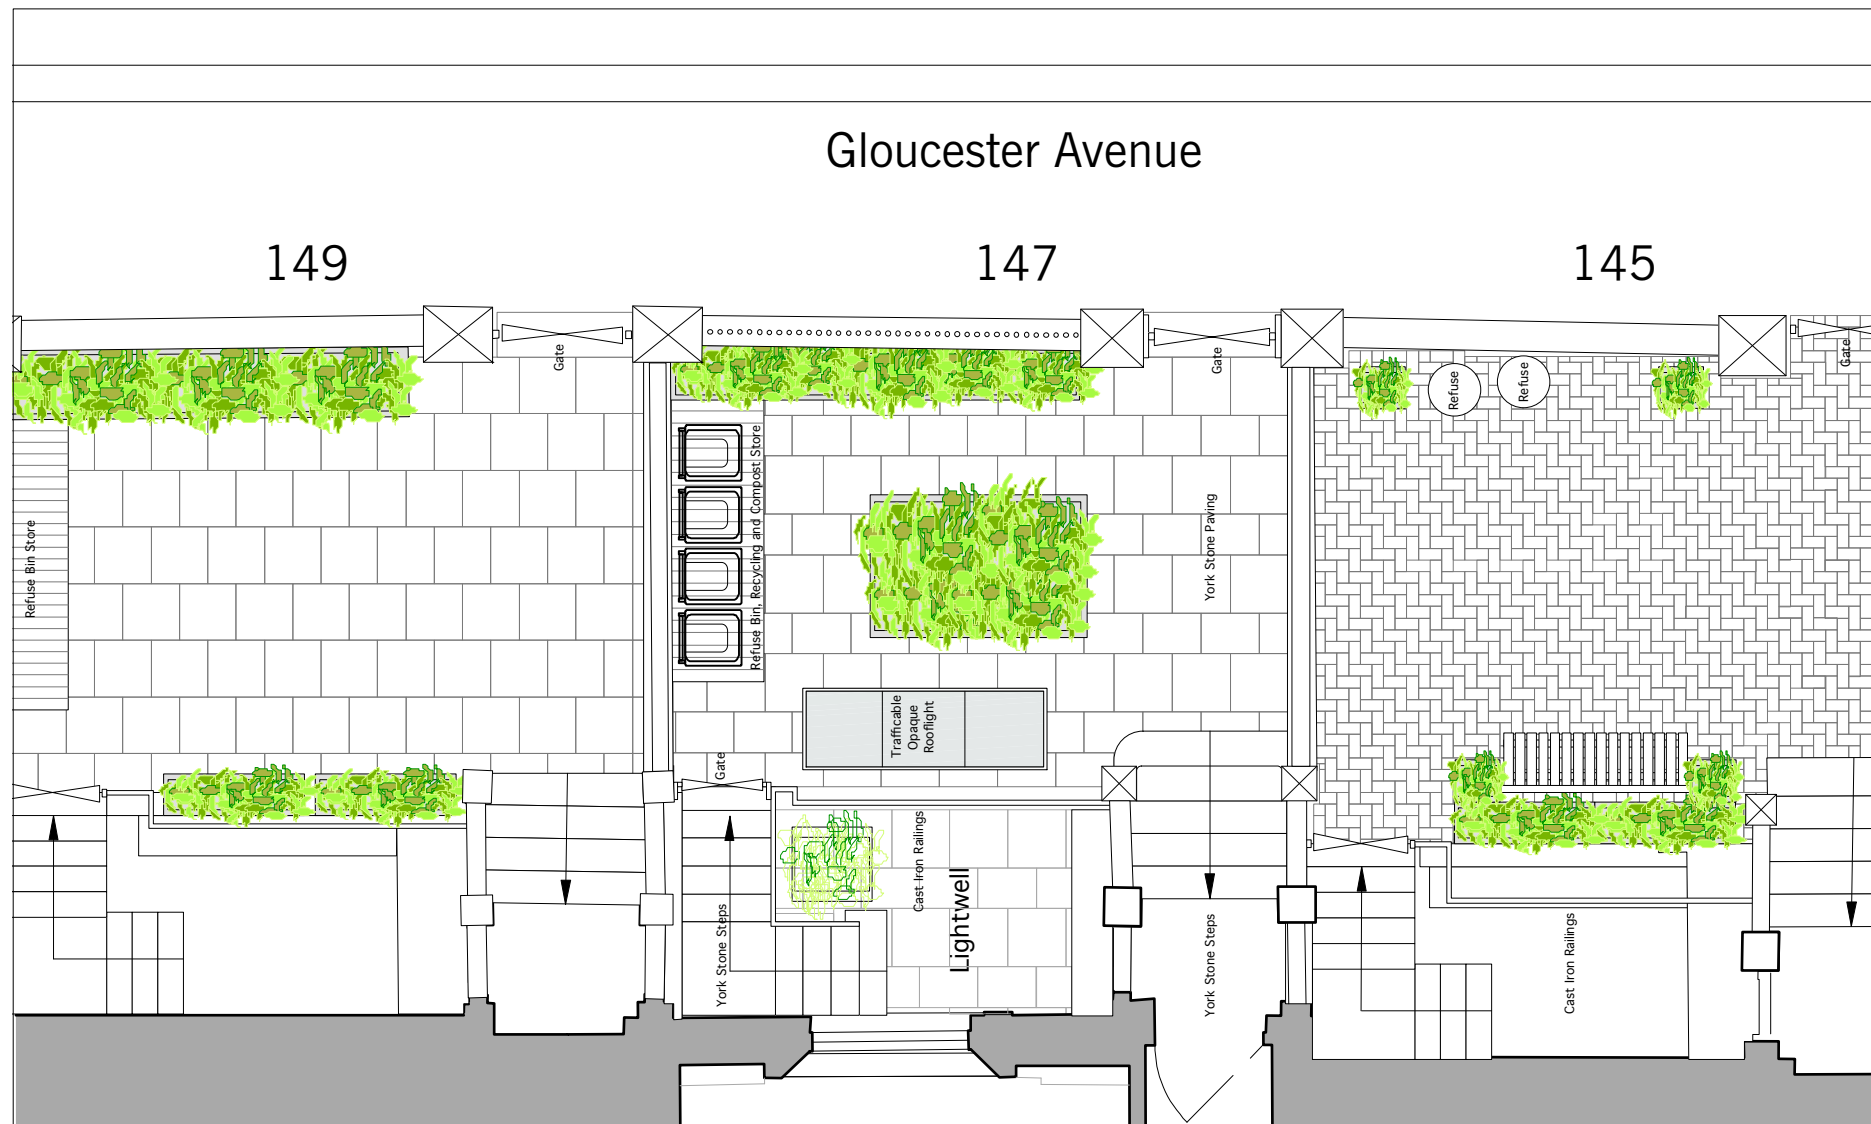 Gloucester Avenue
149
147
145
Gate
Gate
Gate
Refuse
Refuse
Refuse Bin Store
Refuse Bin, Recycling and Compost Store
York Stone Paving
Trafficable
Opaque
Rooflight
Gate
Cast Iron Railings
Lightwell
York Stone Steps
York Stone Steps
Cast Iron Railings